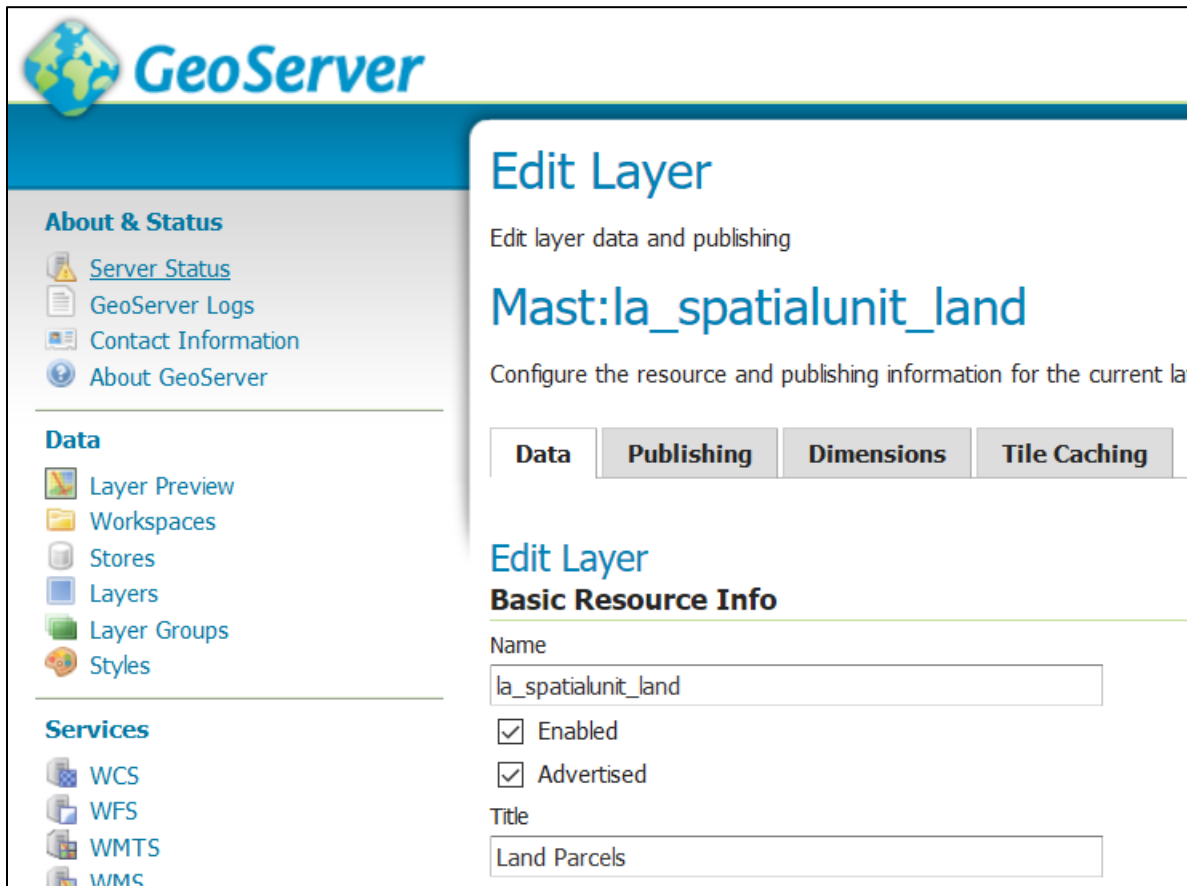 GeoServer
About & Status
Server Status
GeoServer Logs
Contact Information
About GeoServer
Data
Layer Preview
Workspaces
Stores
Layers
Layer Groups
Styles
Services
WCS
WFS
WMTS
WMS
Edit Layer
Edit layer data and publishing
Mast:la_spatialunit_land
Configure the resource and publishing information for the current la
Data Publishing Dimensions Tile Caching
Edit Layer
Basic Resource Info
Name
la_spatialunit_land
Enabled
Advertised
Title
Land Parcels